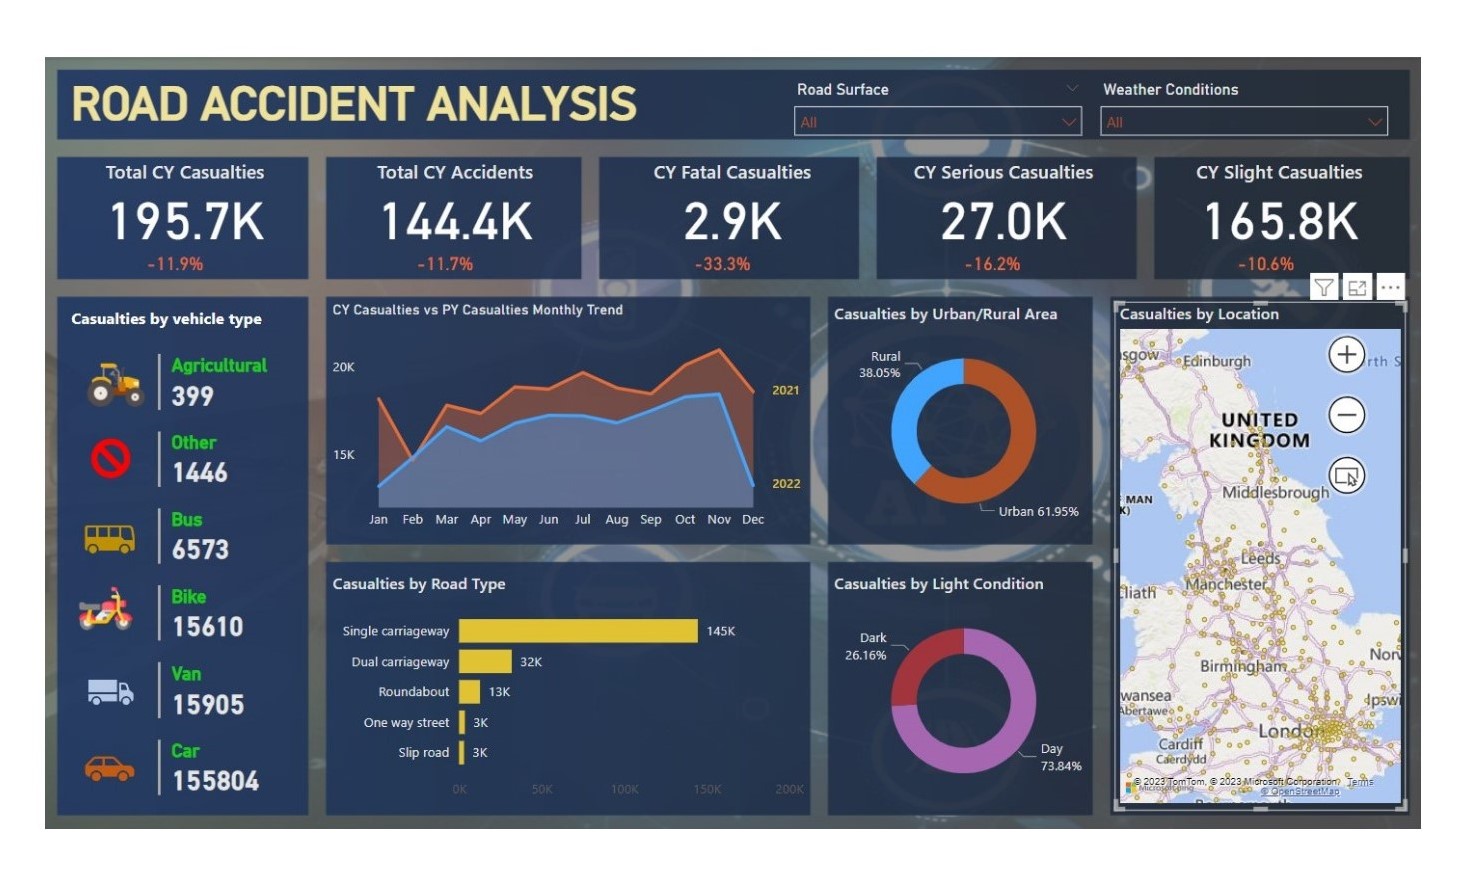 ROAD ACCIDENT ANALYSIS
Road Surface
All
Weather Conditions
All
Total CY Casualties
195.7K
-11.9%
Total CY Accidents
144.4K
-11.7%
CY Fatal Casualties
2.9K
-33.3%
CY Serious Casualties
27.0K
-16.2%
CY Slight Casualties
165.8K
-10.6%
Casualties by vehicle type
Agricultural
399
Other
1446
Bus
6573
Bike
15610
Van
15905
Car
155804
CY Casualties vs PY Casualties Monthly Trend
20K
15K
2021
2022
Jan Feb Mar Apr May Jun Jul Aug Sep Oct Nov Dec
Casualties by Road Type
Single carriageway 145K
Dual carriageway 32K
Roundabout 13K
One way street 3K
Slip road 3K
0K 50K 100K 150K 200K
Casualties by Urban/Rural Area
Rural
38.05%
Urban 61.95%
Casualties by Light Condition
Dark
26.16%
Day
73.84%
Casualties by Location
sgow Edinburgh
rth S
UNITED
KINGDOM
Middlesbrough
MAN
K)
Leeds
Manchester
Cliath
Birmingham
Nor
wansea
Abertawe
Ipswi
London
Cardiff
Caerdydd
© 2023 TomTom, © 2023 Microsoft Corporation Terms
© OpenStreetMap